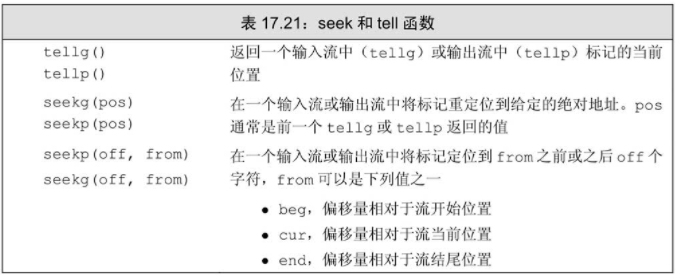 表 17.21：seek 和 tell 函数
tellg() 返回一个输入流中（tellg）或输出流中（tellp）标记的当前
tellp() 位置
seekg(pos) 在一个输入流或输出流中将标记重定位到给定的绝对地址。pos
seekp(pos) 通常是前一个 tellg 或 tellp 返回的值
seekp(off, from) 在一个输入流或输出流中将标记定位到 from 之前或之后 off 个
seekg(off, from) 字符，from 可以是下列值之一
● beg，偏移量相对于流开始位置
● cur，偏移量相对于流当前位置
● end，偏移量相对于流结尾位置